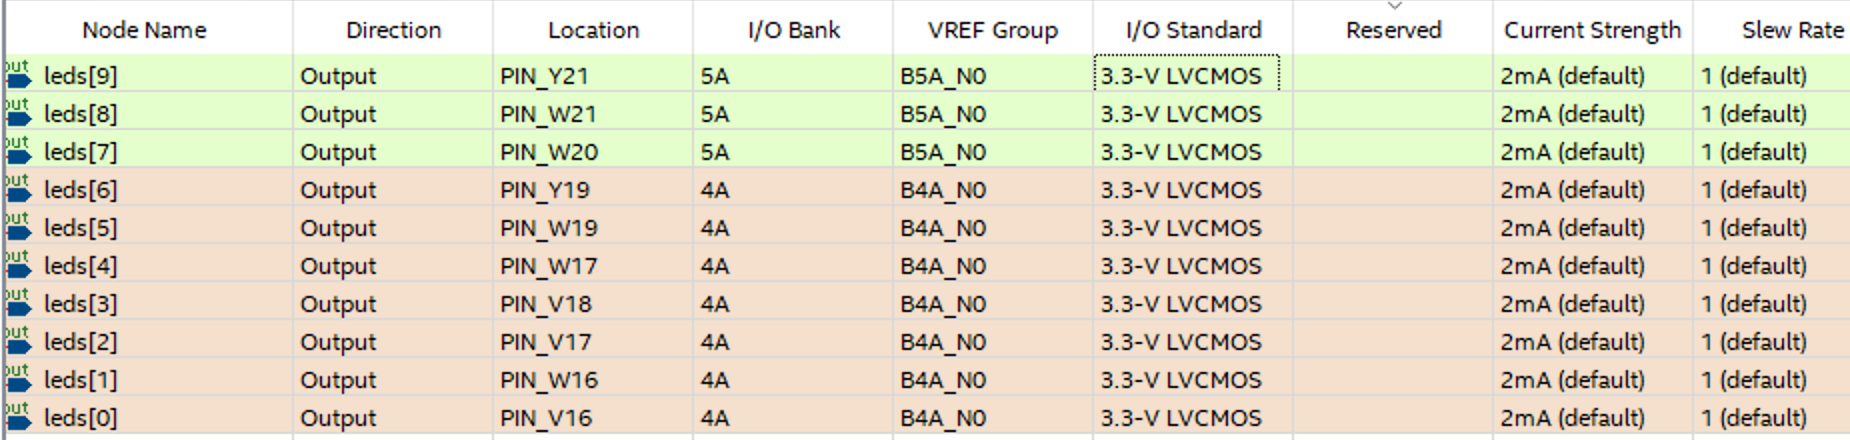 Node Name Direction Location I/O Bank VREF Group I/O Standard Reserved Current Strength Slew Rate
out leds[9] Output PIN_Y21 5A B5A_N0 3.3-V LVCMOS 2mA (default) 1 (default)
out leds[8] Output PIN_W21 5A B5A_N0 3.3-V LVCMOS 2mA (default) 1 (default)
out leds[7] Output PIN_W20 5A B5A_N0 3.3-V LVCMOS 2mA (default) 1 (default)
out leds[6] Output PIN_Y19 4A B4A_N0 3.3-V LVCMOS 2mA (default) 1 (default)
out leds[5] Output PIN_W19 4A B4A_N0 3.3-V LVCMOS 2mA (default) 1 (default)
out leds[4] Output PIN_W17 4A B4A_N0 3.3-V LVCMOS 2mA (default) 1 (default)
out leds[3] Output PIN_V18 4A B4A_N0 3.3-V LVCMOS 2mA (default) 1 (default)
out leds[2] Output PIN_V17 4A B4A_N0 3.3-V LVCMOS 2mA (default) 1 (default)
out leds[1] Output PIN_W16 4A B4A_N0 3.3-V LVCMOS 2mA (default) 1 (default)
out leds[0] Output PIN_V16 4A B4A_N0 3.3-V LVCMOS 2mA (default) 1 (default)